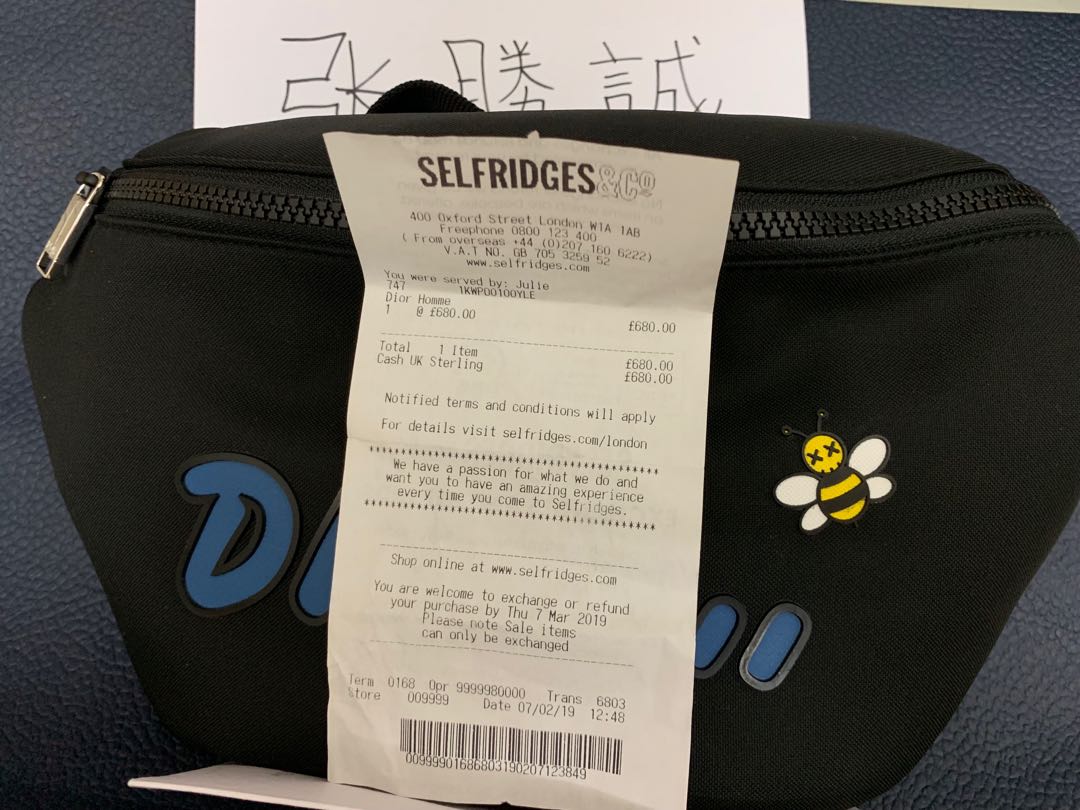 张勝誠
SELFRIDGES&CO
400 Oxford Street London W1A 1AB
Freephone 0800 123 400
( From overseas +44 (0)207 160 6222)
V.A.T NO. GB 705 3259 52
www.selfridges.com
You were served by: Julie
747 1KWPO0100YLE
Dior Homme
1 @ £680.00 £680.00
Total 1 Item £680.00
Cash UK Sterling £680.00
Notified terms and conditions will apply
For details visit selfridges.com/london
****************************************
We have a passion for what we do and
want you to have an amazing experience
every time you come to Selfridges.
****************************************
Shop online at www.selfridges.com
You are welcome to exchange or refund
your purchase by Thu 7 Mar 2019
Please note Sale items
can only be exchanged
Term 0168 Opr 9999980000 Trans 6803
Store 009999 Date 07/02/19 12:48
00999901686803190207123849